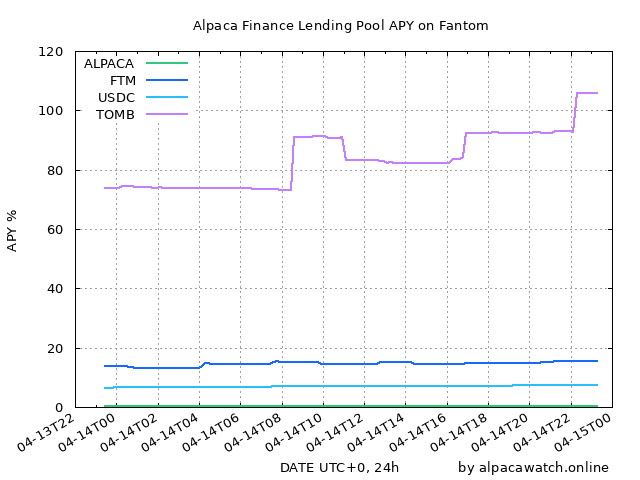 Alpaca Finance Lending Pool APY on Fantom
APY %
120
100
80
60
40
20
0
ALPACA
FTM
USDC
TOMB
04-13T22
04-14T00
04-14T02
04-14T04
04-14T06
04-14T08
04-14T10
04-14T12
04-14T14
04-14T16
04-14T18
04-14T20
04-14T22
04-15T00
DATE UTC+0, 24h
by alpacawatch.online